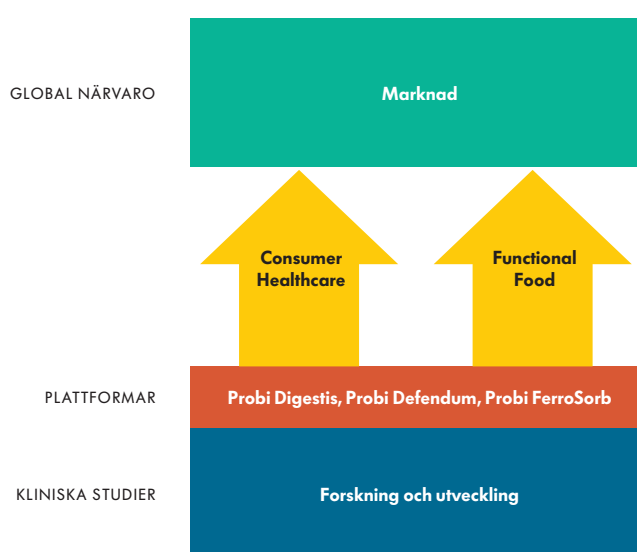 GLOBAL NÄRVARO
Marknad
Consumer
Healthcare
Functional
Food
PLATTFORMAR
Probi Digestis, Probi Defendum, Probi FerroSorb
KLINISKA STUDIER
Forskning och utveckling